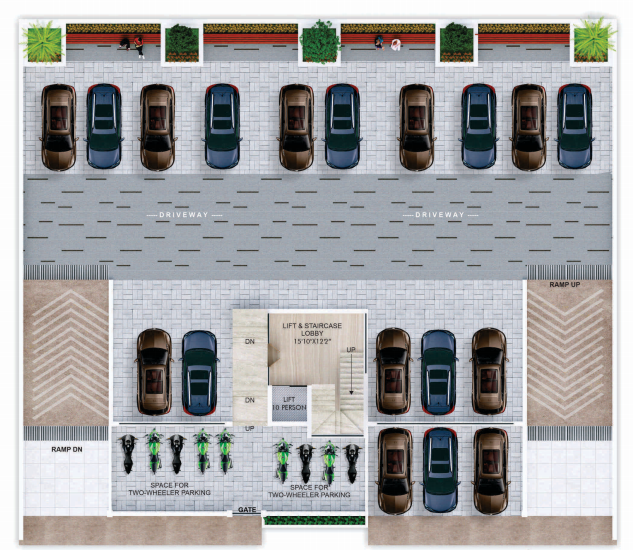 DRIVEWAY
DRIVEWAY
RAMP UP
LIFT & STAIRCASE
LOBBY
15'10"X12'2"
DN
UP
LIFT
10 PERSON
DN
UP
RAMP DN
SPACE FOR
TWO-WHEELER PARKING
SPACE FOR
TWO-WHEELER PARKING
GATE